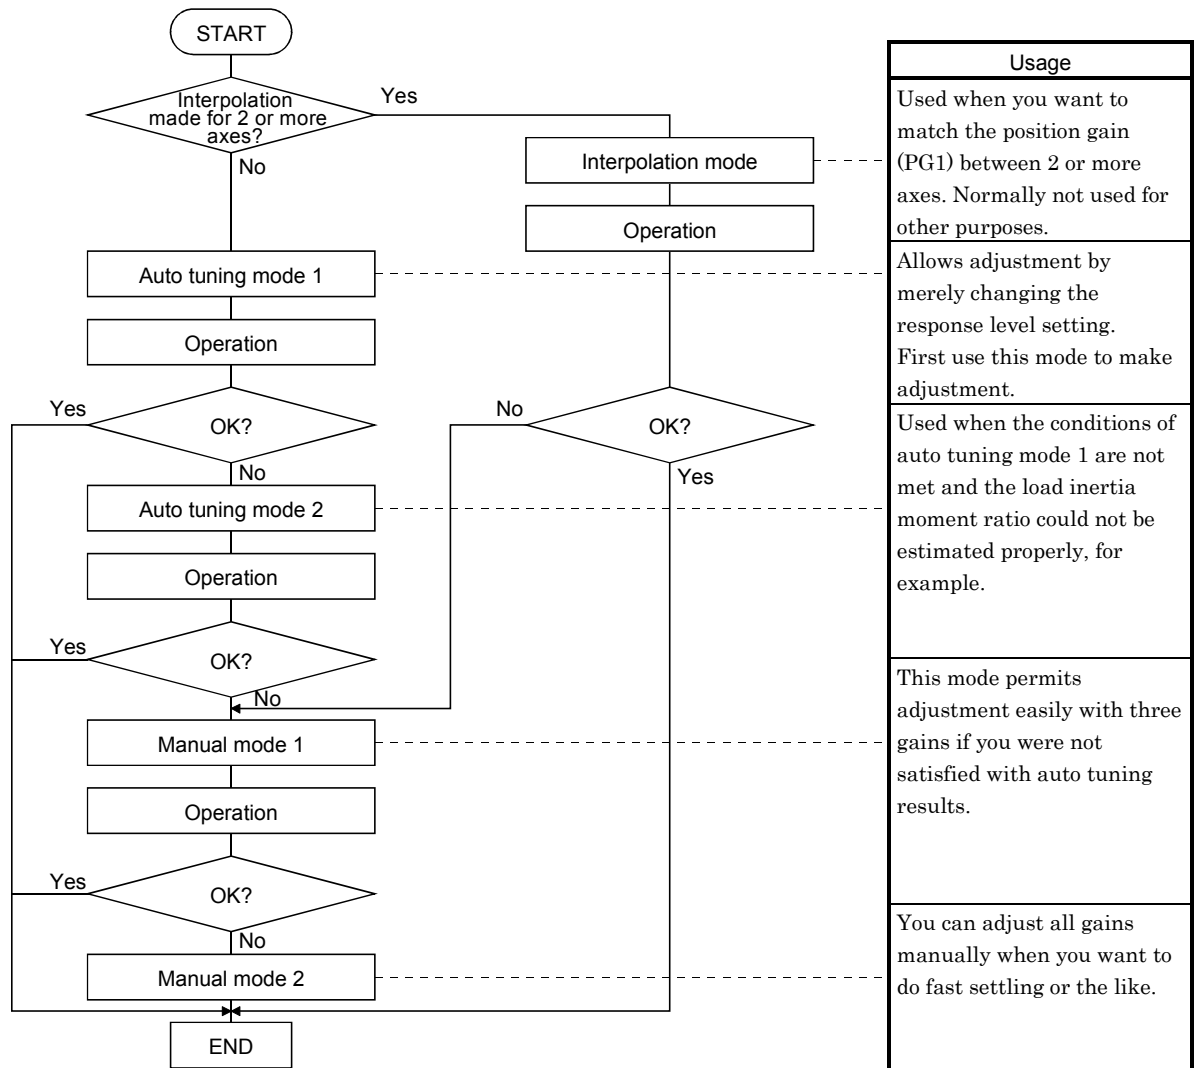 START
Interpolation
made for 2 or more
axes?
Yes
No
Interpolation mode
Operation
Auto tuning mode 1
Operation
Yes
OK?
No
No
OK?
Yes
Auto tuning mode 2
Operation
Yes
OK?
No
Manual mode 1
Operation
Yes
OK?
No
Manual mode 2
END
Usage
Used when you want to
match the position gain
(PG1) between 2 or more
axes. Normally not used for
other purposes.
Allows adjustment by
merely changing the
response level setting.
First use this mode to make
adjustment.
Used when the conditions of
auto tuning mode 1 are not
met and the load inertia
moment ratio could not be
estimated properly, for
example.
This mode permits
adjustment easily with three
gains if you were not
satisfied with auto tuning
results.
You can adjust all gains
manually when you want to
do fast settling or the like.